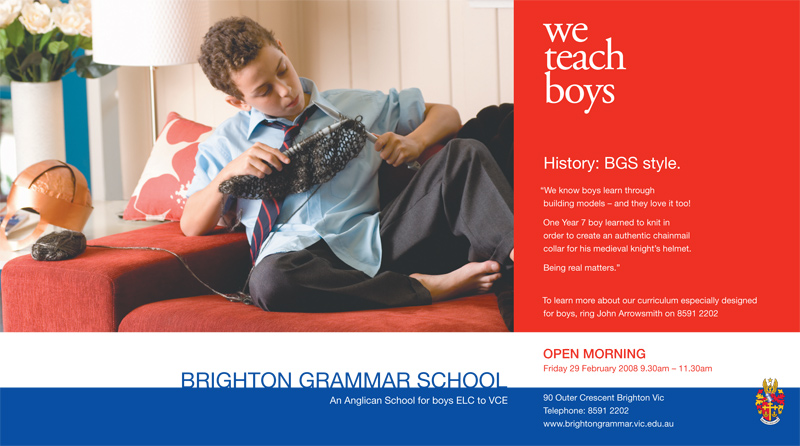 we
teach
boys
History: BGS style.
“We know boys learn through
building models – and they love it too!
One Year 7 boy learned to knit in
order to create an authentic chainmail
collar for his medieval knight’s helmet.
Being real matters.”
To learn more about our curriculum especially designed
for boys, ring John Arrowsmith on 8591 2202
OPEN MORNING
Friday 29 February 2008 9.30am – 11.30am
BRIGHTON GRAMMAR SCHOOL
An Anglican School for boys ELC to VCE
90 Outer Crescent Brighton Vic
Telephone: 8591 2202
www.brightongrammar.vic.edu.au